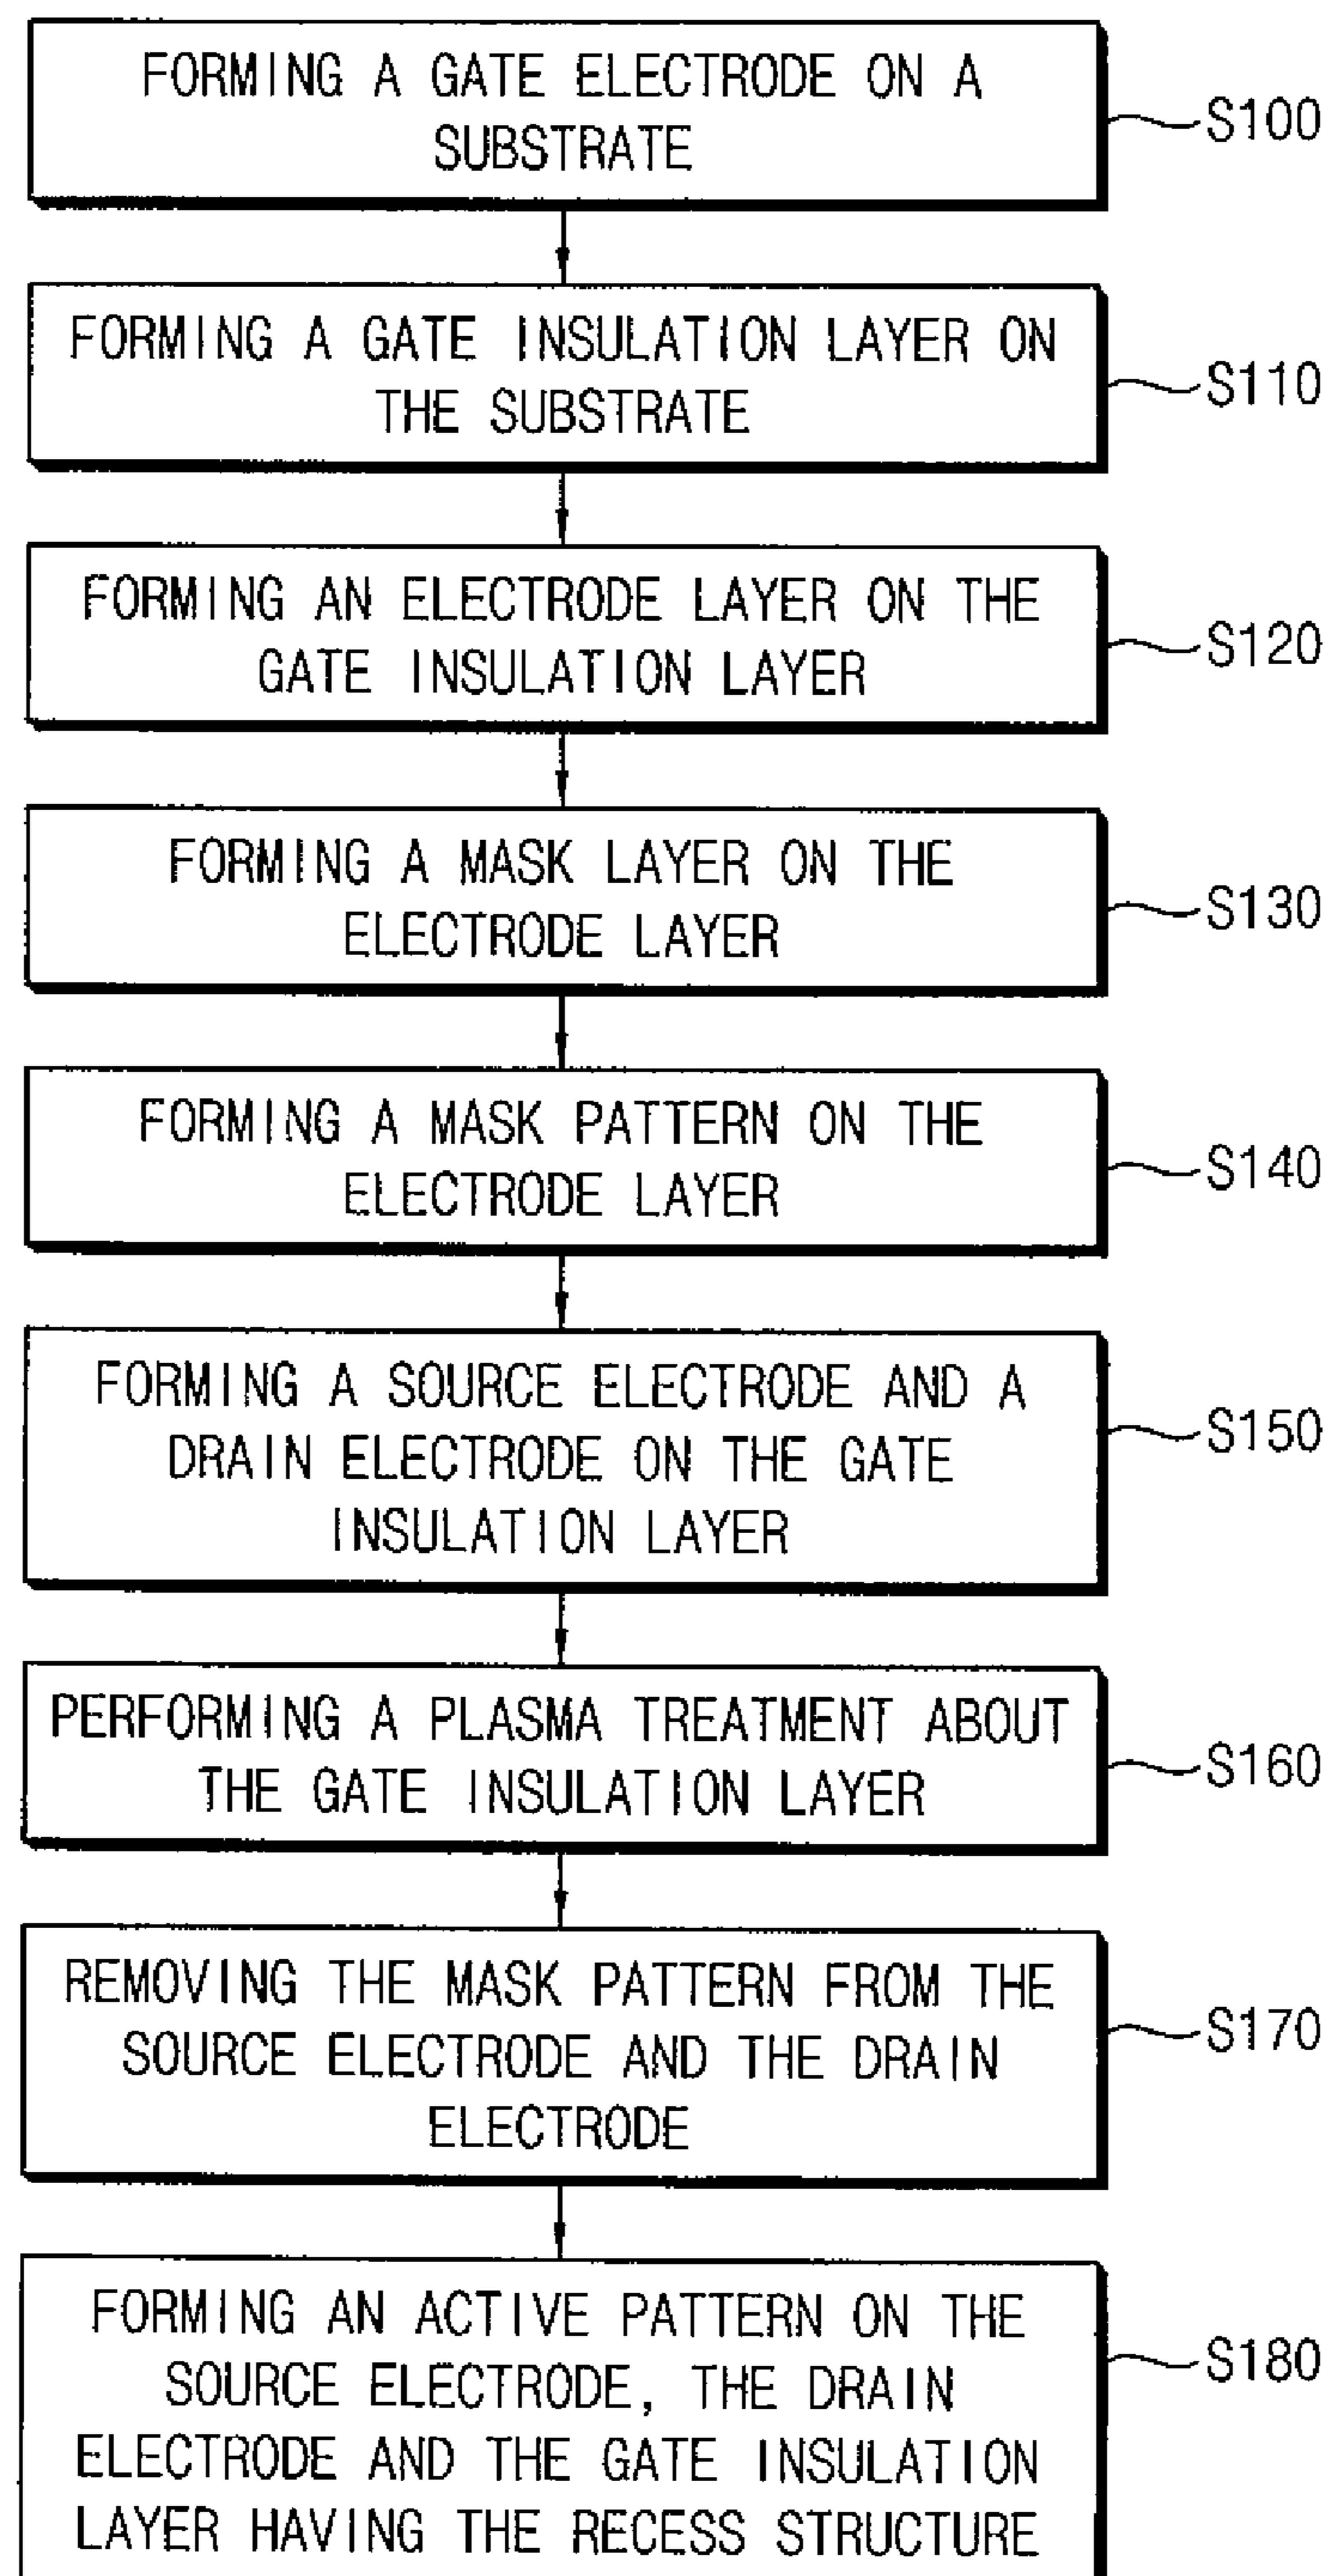 FORMING A GATE ELECTRODE ON A
SUBSTRATE
S100
FORMING A GATE INSULATION LAYER ON
THE SUBSTRATE
S110
FORMING AN ELECTRODE LAYER ON THE
GATE INSULATION LAYER
S120
FORMING A MASK LAYER ON THE
ELECTRODE LAYER
S130
FORMING A MASK PATTERN ON THE
ELECTRODE LAYER
S140
FORMING A SOURCE ELECTRODE AND A
DRAIN ELECTRODE ON THE GATE
INSULATION LAYER
S150
PERFORMING A PLASMA TREATMENT ABOUT
THE GATE INSULATION LAYER
S160
REMOVING THE MASK PATTERN FROM THE
SOURCE ELECTRODE AND THE DRAIN
ELECTRODE
S170
FORMING AN ACTIVE PATTERN ON THE
SOURCE ELECTRODE, THE DRAIN
ELECTRODE AND THE GATE INSULATION
LAYER HAVING THE RECESS STRUCTURE
S180